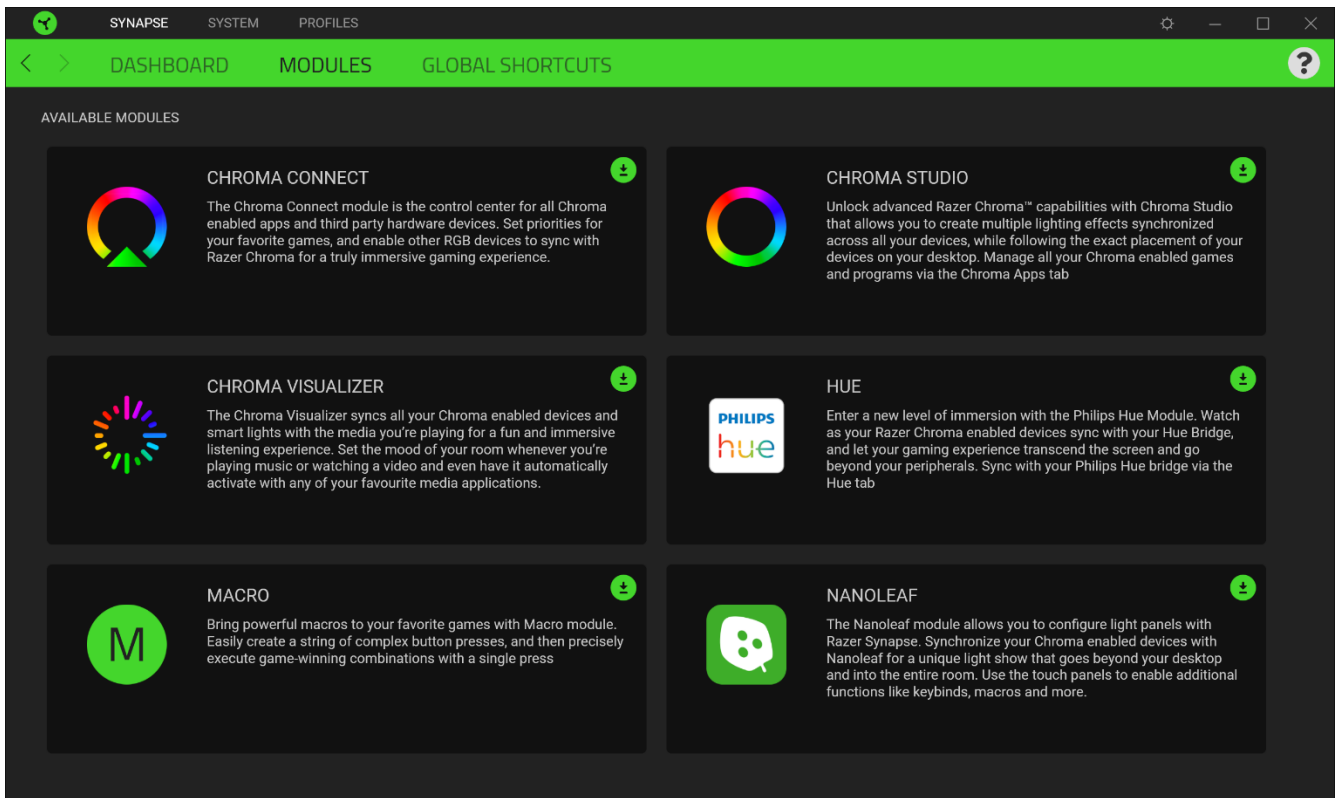 SYNAPSE SYSTEM PROFILES
DASHBOARD MODULES GLOBAL SHORTCUTS ?
AVAILABLE MODULES
CHROMA CONNECT
The Chroma Connect module is the control center for all Chroma
enabled apps and third party hardware devices. Set priorities for
your favorite games, and enable other RGB devices to sync with
Razer Chroma for a truly immersive gaming experience.
CHROMA STUDIO
Unlock advanced Razer Chroma™ capabilities with Chroma Studio
that allows you to create multiple lighting effects synchronized
across all your devices, while following the exact placement of your
devices on your desktop. Manage all your Chroma enabled games
and programs via the Chroma Apps tab
CHROMA VISUALIZER
The Chroma Visualizer syncs all your Chroma enabled devices and
smart lights with the media you're playing for a fun and immersive
listening experience. Set the mood of your room whenever you're
playing music or watching a video and even have it automatically
activate with any of your favourite media applications.
PHILIPS
hue
HUE
Enter a new level of immersion with the Philips Hue Module. Watch
as your Razer Chroma enabled devices sync with your Hue Bridge,
and let your gaming experience transcend the screen and go
beyond your peripherals. Sync with your Philips Hue bridge via the
Hue tab
M
MACRO
Bring powerful macros to your favorite games with Macro module.
Easily create a string of complex button presses, and then precisely
execute game-winning combinations with a single press
NANOLEAF
The Nanoleaf module allows you to configure light panels with
Razer Synapse. Synchronize your Chroma enabled devices with
Nanoleaf for a unique light show that goes beyond your desktop
and into the entire room. Use the touch panels to enable additional
functions like keybinds, macros and more.